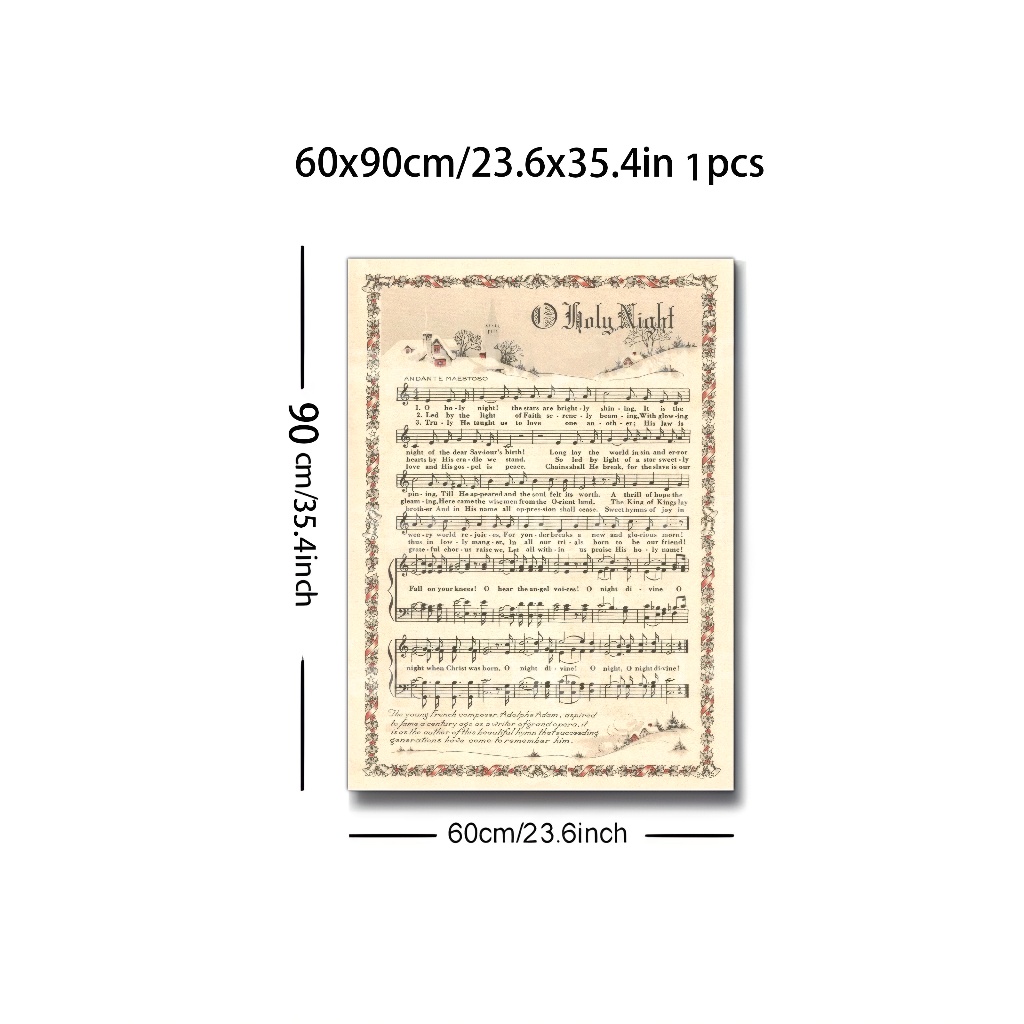 60x90cm/23.6x35.4in 1pcs
90 cm/35.4inch
O Holy Night
ANDANTE MAESTOSO
1. O ho-ly night! the stars are bright-ly shin-ing, It is the
2. Led by the light of Faith se-rene-ly beam-ing, With glow-ing
3. Tru-ly He taught us to love one an-oth-er; His law is
night of the dear Sav-iour's birth! Long lay the world in sin and er-ror
hearts by His cra-dle we stand. So led by light of a star sweet-ly
love and His gos-pel is peace. Chains shall He break, for the slave is our
pin-ing, Till He ap-peared and the soul felt its worth. A thrill of hope the
gleam-ing, Here came the wise men from the O-rient land. The King of Kings lay
broth-er And in His name all op-pres-sion shall cease. Sweet hymns of joy in
wea-ry world re-joic-es, For yon-der breaks a new and glo-rious morn!
thus in low-ly man-ger, In all our tri-als born to be our friend!
grate-ful chor-us raise we, Let all with-in us praise His ho-ly name!
Fall on your knees! O hear the an-gel voi-ces! O night di-vine O
night when Christ was born, O night di-vine! O night, O night di-vine!
The young French composer, Adolphe Adam, aspired
to fame a century ago as a writer of grand opera, it
is as the author of this beautiful hymn that succeeding
generations have come to remember him.
60cm/23.6inch